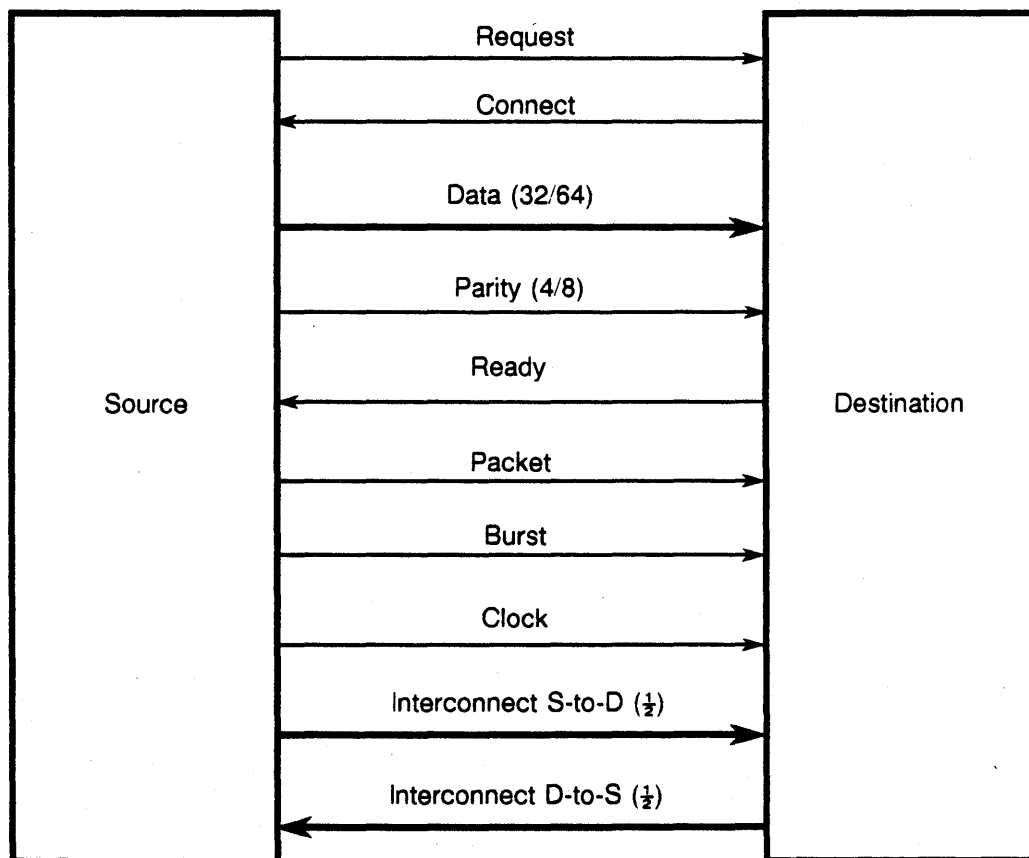 Request
Connect
Data (32/64)
Parity (4/8)
Ready
Source
Destination
Packet
Burst
Clock
Interconnect S-to-D (½)
Interconnect D-to-S (½)